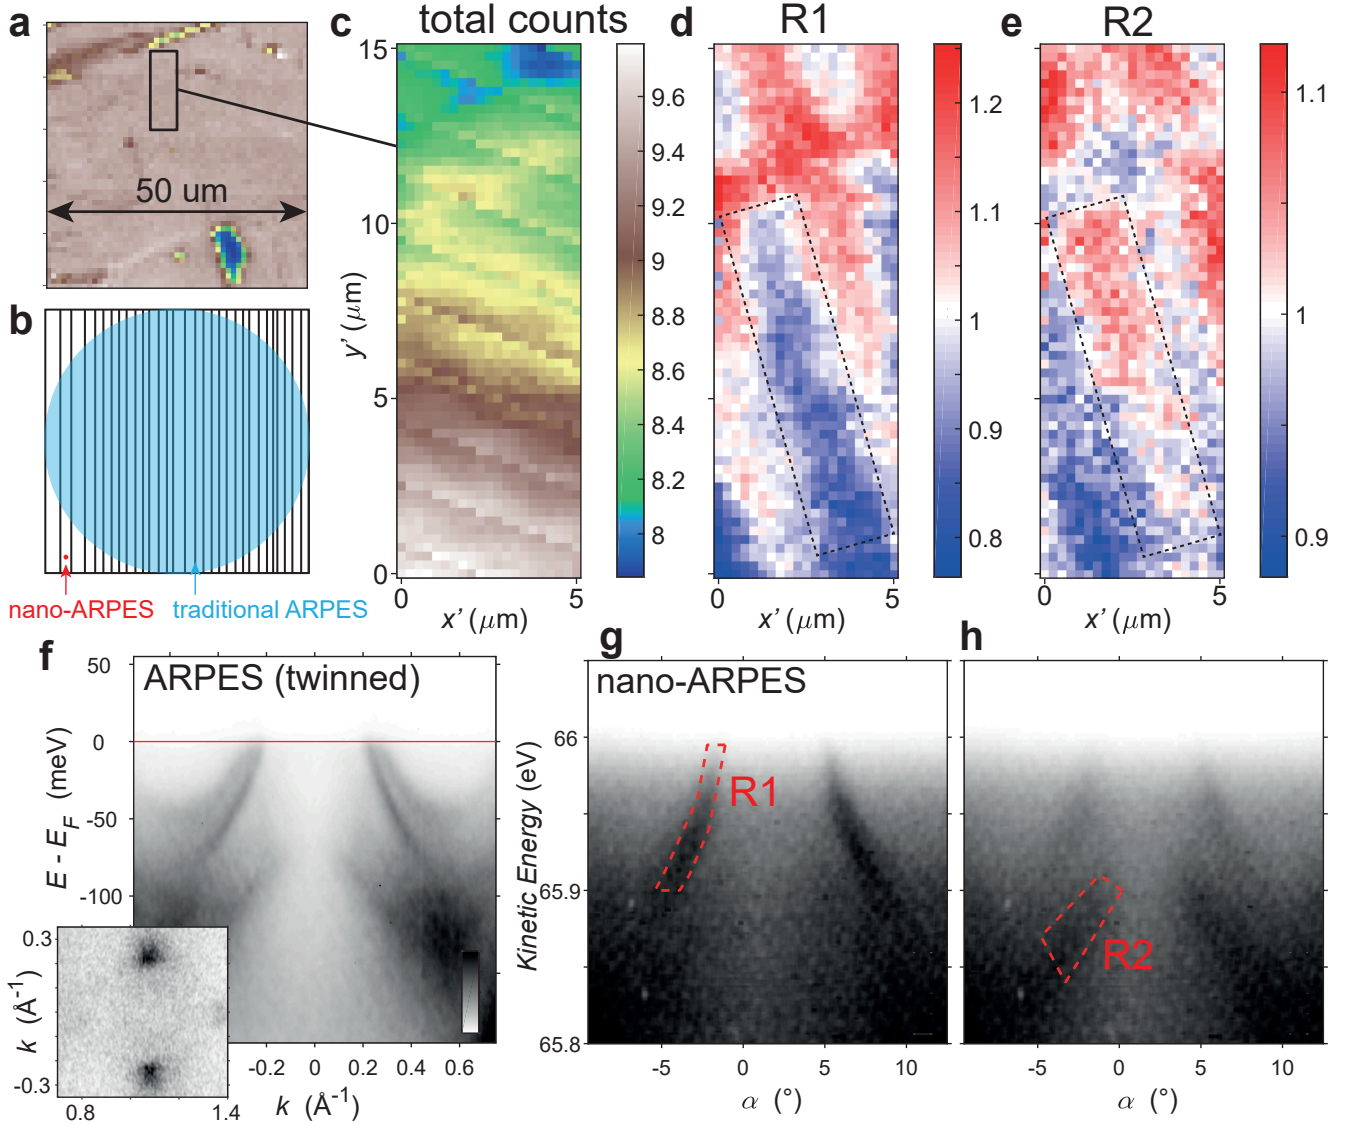 a
50 um
b
nano-ARPES
traditional ARPES
c
total counts
15
10
5
0
y' (μm)
0
5
x' (μm)
9.6
9.4
9.2
9
8.8
8.6
8.4
8.2
8
d
R1
0
5
x' (μm)
1.2
1.1
1
0.9
0.8
e
R2
0
5
x' (μm)
1.1
1
0.9
f
ARPES (twinned)
50
0
-50
-100
E - E_F (meV)
-0.2
0
0.2
0.4
0.6
k (Å⁻¹)
0.3
-0.3
k (Å⁻¹)
0.8
1.4
g
nano-ARPES
R1
66
65.9
65.8
Kinetic Energy (eV)
-5
0
5
10
α (°)
h
R2
-5
0
5
10
α (°)